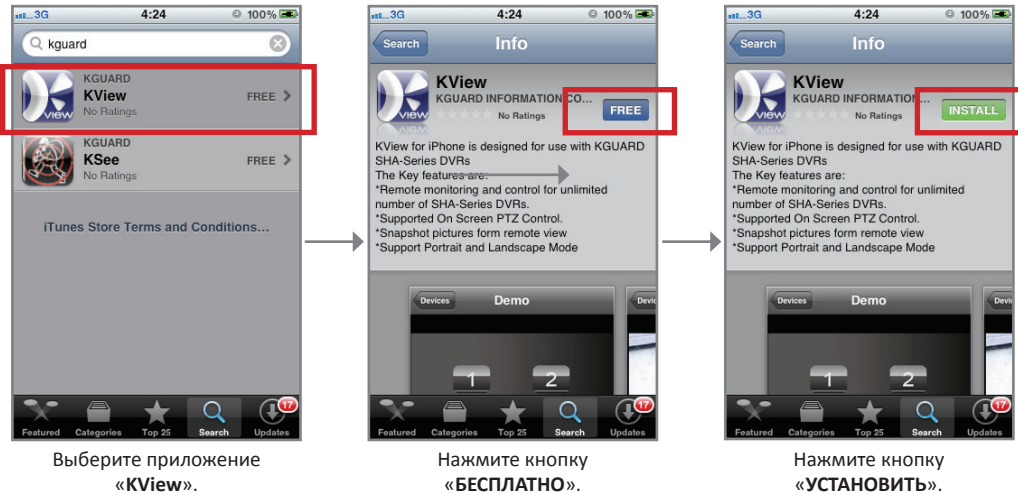 3G 4:24 100%
kguard
KGUARD
KView
No Ratings
FREE
VIEW
KGUARD
KSee
No Ratings
FREE
iTunes Store Terms and Conditions...
Featured Categories Top 25 Search Updates
17
Выберите приложение
«KView».
3G 4:24 100%
Search Info
KView
KGUARD INFORMATION CO...
No Ratings
FREE
VIEW
KView for iPhone is designed for use with KGUARD
SHA-Series DVRs
The Key features are:
*Remote monitoring and control for unlimited
number of SHA-Series DVRs.
*Supported On Screen PTZ Control.
*Snapshot pictures form remote view
*Support Portrait and Landscape Mode
Devices Demo Devic
1 2
Featured Categories Top 25 Search Updates
17
Нажмите кнопку
«БЕСПЛАТНО».
3G 4:24 100%
Search Info
KView
KGUARD INFORMATION...
No Ratings
INSTALL
VIEW
KView for iPhone is designed for use with KGUARD
SHA-Series DVRs
The Key features are:
*Remote monitoring and control for unlimited
number of SHA-Series DVRs.
*Supported On Screen PTZ Control.
*Snapshot pictures form remote view
*Support Portrait and Landscape Mode
Devices Demo Devi
1 2
Featured Categories Top 25 Search Updates
17
Нажмите кнопку
«УСТАНОВИТЬ».